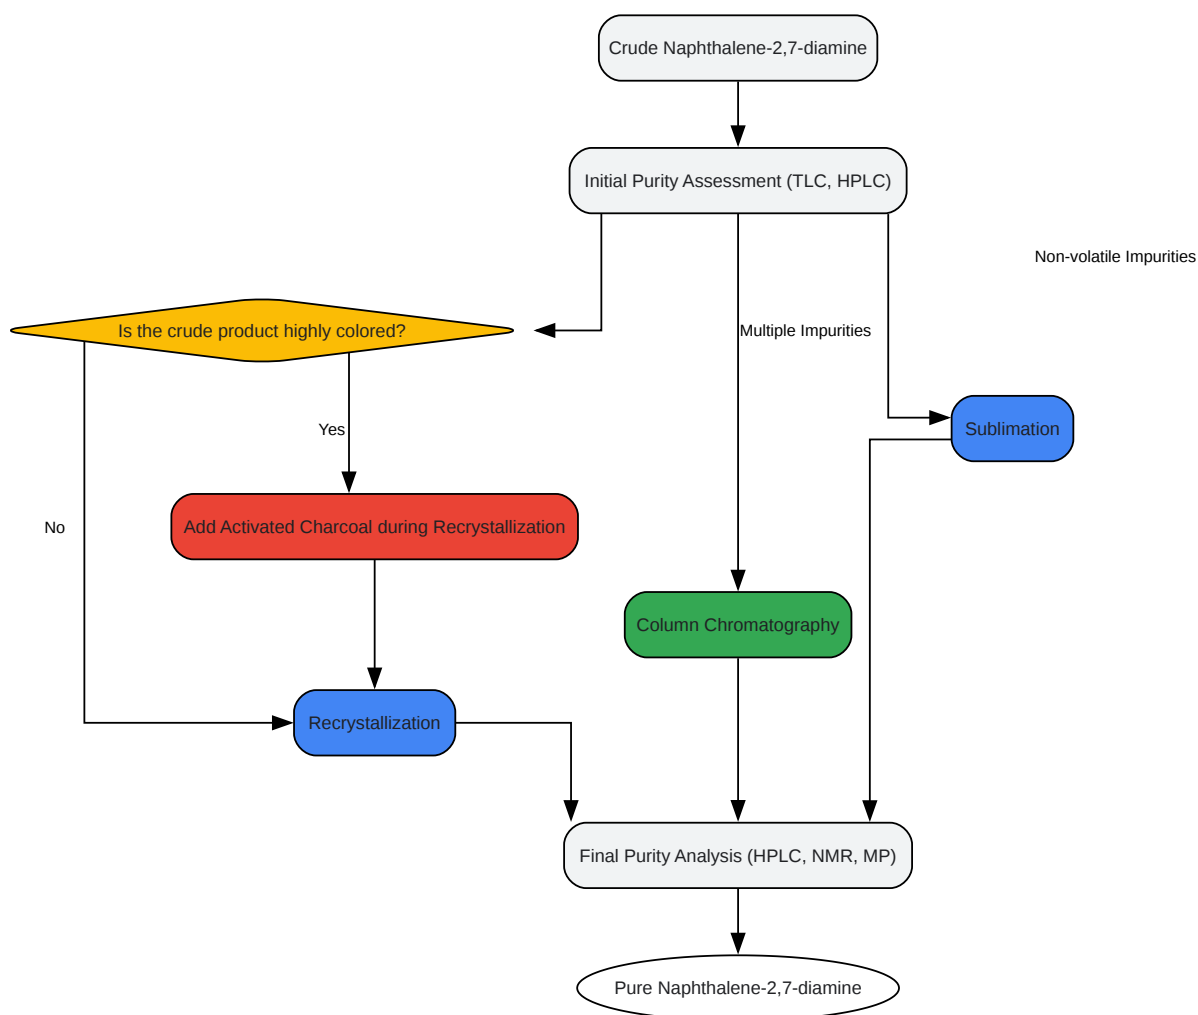 Crude Naphthalene-2,7-diamine
Initial Purity Assessment (TLC, HPLC)
Non-volatile Impurities
Is the crude product highly colored?
Multiple Impurities
Yes
Sublimation
No
Add Activated Charcoal during Recrystallization
Column Chromatography
Recrystallization
Final Purity Analysis (HPLC, NMR, MP)
Pure Naphthalene-2,7-diamine